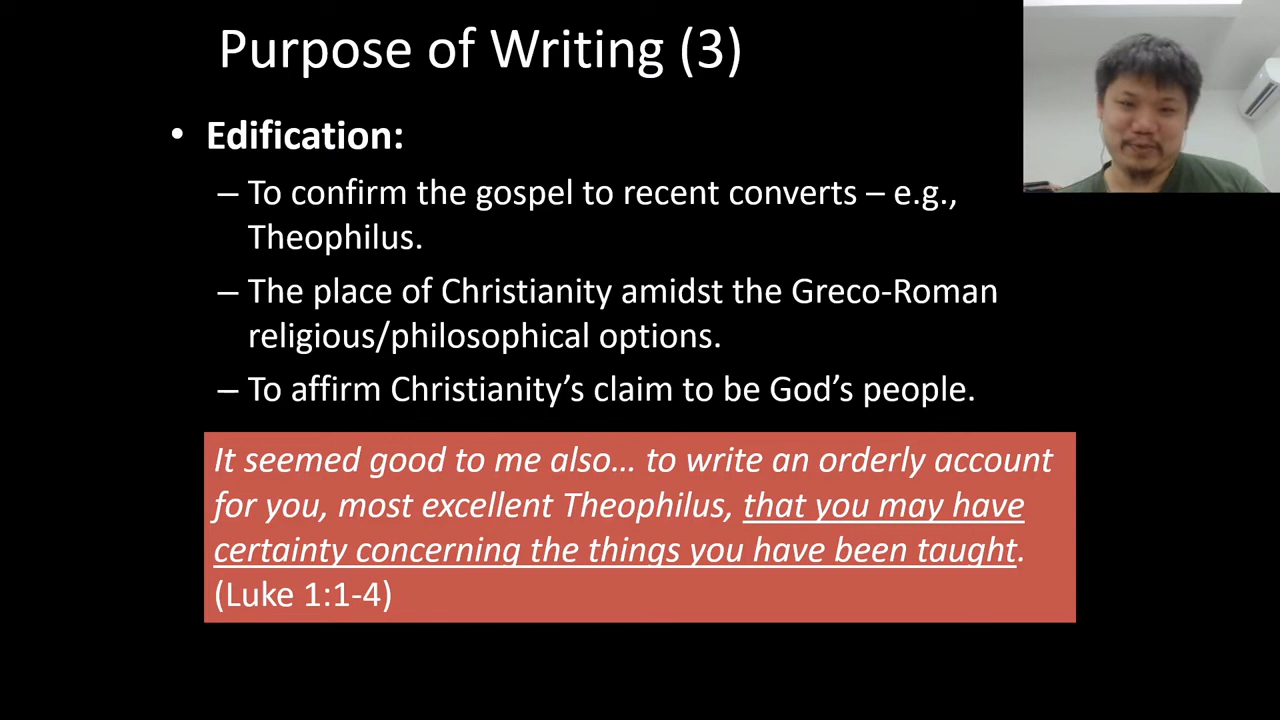 Purpose of Writing (3)
• Edification:
– To confirm the gospel to recent converts – e.g.,
Theophilus.
– The place of Christianity amidst the Greco-Roman
religious/philosophical options.
– To affirm Christianity’s claim to be God’s people.
It seemed good to me also… to write an orderly account
for you, most excellent Theophilus, that you may have
certainty concerning the things you have been taught.
(Luke 1:1-4)